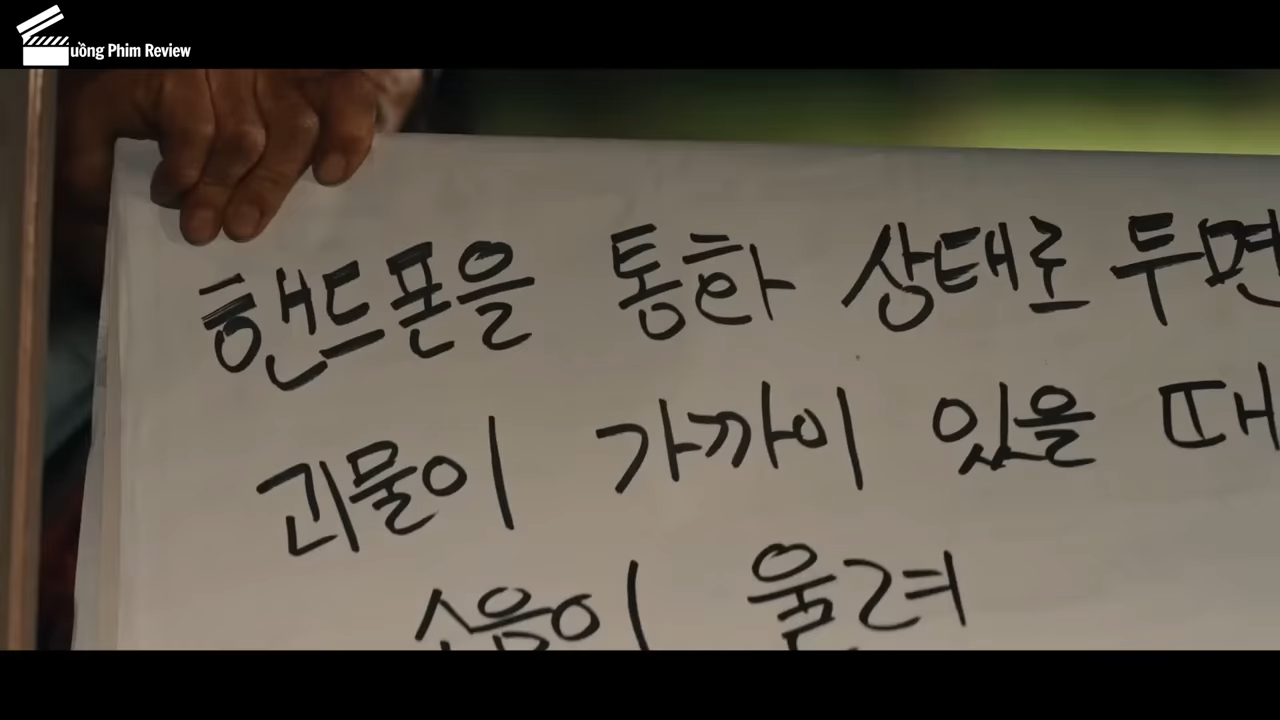 uồng Phim Review
핸드폰을 통화 상태로 두면
괴물이 가까이 있을 때
소음이 울려